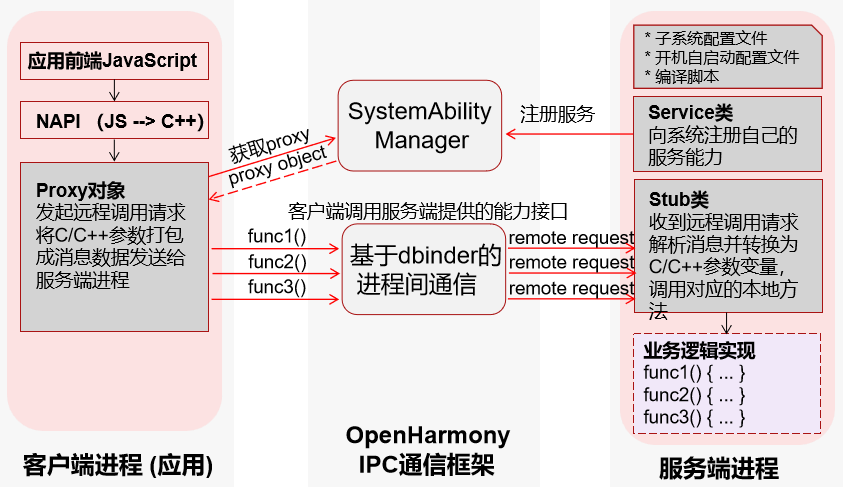 应用前端JavaScript
NAPI (JS --> C++)
Proxy对象
发起远程调用请求
将C/C++参数打包
成消息数据发送给
服务端进程
客户端进程 (应用)
获取proxy
proxy object
SystemAbility
Manager
注册服务
客户端调用服务端提供的能力接口
func1()
func2()
func3()
基于dbinder的
进程间通信
remote request
remote request
remote request
OpenHarmony
IPC通信框架
* 子系统配置文件
* 开机自启动配置文件
* 编译脚本
Service类
向系统注册自己的
服务能力
Stub类
收到远程调用请求
解析消息并转换为
C/C++参数变量，
调用对应的本地方
法
业务逻辑实现
func1() { ... }
func2() { ... }
func3() { ... }
服务端进程